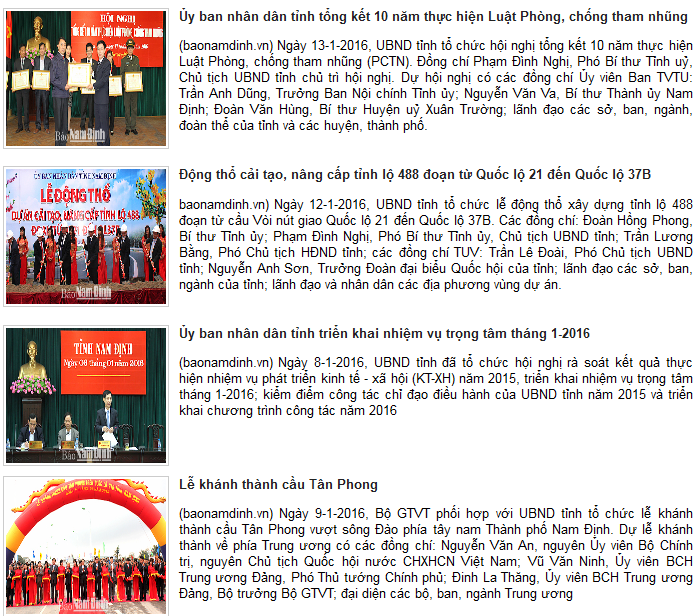 HỘI NGHỊ
Báo Nam Định
Ủy ban nhân dân tỉnh tổng kết 10 năm thực hiện Luật Phòng, chống tham nhũng
(baonamdinh.vn) Ngày 13-1-2016, UBND tỉnh tổ chức hội nghị tổng kết 10 năm thực hiện
Luật Phòng, chống tham nhũng (PCTN). Đồng chí Phạm Đình Nghị, Phó Bí thư Tỉnh uỷ,
Chủ tịch UBND tỉnh chủ trì hội nghị. Dự hội nghị có các đồng chí Ủy viên Ban TVTU:
Trần Anh Dũng, Trưởng Ban Nội chính Tỉnh ủy; Nguyễn Văn Va, Bí thư Thành ủy Nam
Định; Đoàn Văn Hùng, Bí thư Huyện uỷ Xuân Trường; lãnh đạo các sở, ban, ngành,
đoàn thể của tỉnh và các huyện, thành phố.
ỦY BAN NHÂN DÂN TỈNH NAM ĐỊNH
LỄ ĐỘNG THỔ
DỰ ÁN CẢI TẠO, NÂNG CẤP TỈNH LỘ 488
Báo Nam Định
Động thổ cải tạo, nâng cấp tỉnh lộ 488 đoạn từ Quốc lộ 21 đến Quốc lộ 37B
baonamdinh.vn) Ngày 12-1-2016, UBND tỉnh tổ chức lễ động thổ xây dựng tỉnh lộ 488
đoạn từ cầu Vòi nút giao Quốc lộ 21 đến Quốc lộ 37B. Các đồng chí: Đoàn Hồng Phong,
Bí thư Tỉnh ủy; Phạm Đình Nghị, Phó Bí thư Tỉnh ủy, Chủ tịch UBND tỉnh; Trần Lương
Bằng, Phó Chủ tịch HĐND tỉnh; các đồng chí TUV: Trần Lê Đoài, Phó Chủ tịch UBND
tỉnh; Nguyễn Anh Sơn, Trưởng Đoàn đại biểu Quốc hội của tỉnh; lãnh đạo các sở, ban,
ngành của tỉnh; lãnh đạo và nhân dân các địa phương vùng dự án.
TỈNH NAM ĐỊNH
Ngày 08 tháng 01 năm 2016
Báo Nam Định
Ủy ban nhân dân tỉnh triển khai nhiệm vụ trọng tâm tháng 1-2016
(baonamdinh.vn) Ngày 8-1-2016, UBND tỉnh đã tổ chức hội nghị rà soát kết quả thực
hiện nhiệm vụ phát triển kinh tế - xã hội (KT-XH) năm 2015, triển khai nhiệm vụ trọng tâm
tháng 1-2016; kiểm điểm công tác chỉ đạo điều hành của UBND tỉnh năm 2015 và triển
khai chương trình công tác năm 2016
Lễ khánh thành cầu Tân Phong
(baonamdinh.vn) Ngày 9-1-2016, Bộ GTVT phối hợp với UBND tỉnh tổ chức lễ khánh
thành cầu Tân Phong vượt sông Đào phía tây nam Thành phố Nam Định. Dự lễ khánh
thành về phía Trung ương có các đồng chí: Nguyễn Văn An, nguyên Ủy viên Bộ Chính
trị, nguyên Chủ tịch Quốc hội nước CHXHCN Việt Nam; Vũ Văn Ninh, Ủy viên BCH
Trung ương Đảng, Phó Thủ tướng Chính phủ; Đinh La Thăng, Ủy viên BCH Trung ương
Đảng, Bộ trưởng Bộ GTVT; đại diện các bộ, ban, ngành Trung ương